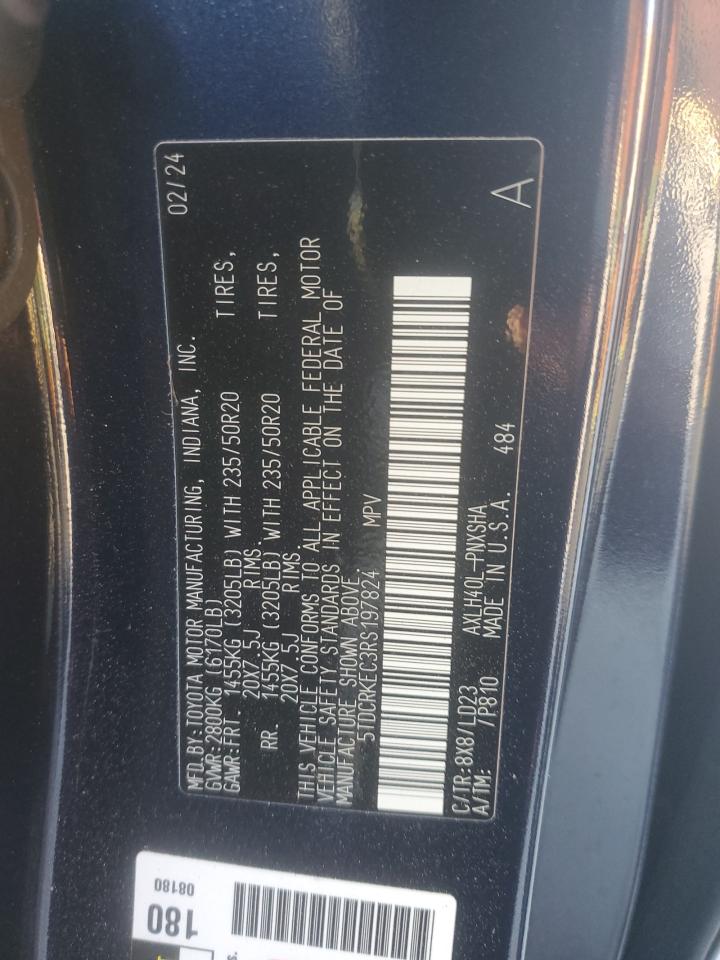 MFD.BY:TOYOTA MOTOR MANUFACTURING, INDIANA, INC. 02/24
GVWR:2800KG (6170LB)
GAWR:FRT. 1455KG (3205LB) WITH 235/50R20 TIRES,
20X7.5J RIMS.
RR. 1455KG (3205LB) WITH 235/50R20 TIRES,
20X7.5J RIMS
THIS VEHICLE CONFORMS TO ALL APPLICABLE FEDERAL MOTOR
VEHICLE SAFETY STANDARDS IN EFFECT ON THE DATE OF
MANUFACTURE SHOWN ABOVE.
5TDCRKEC3RS197824 MPV
C/TR:8X8/LD23 AXLH40L-PNXSHA
A/TM: /P810 MADE IN U.S.A. 484 A
180
08180